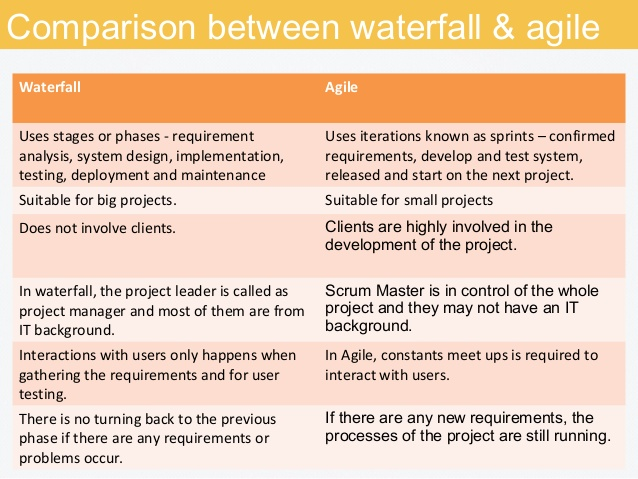 Comparison between waterfall & agile
Waterfall
Agile
Uses stages or phases - requirement
analysis, system design, implementation,
testing, deployment and maintenance
Uses iterations known as sprints – confirmed
requirements, develop and test system,
released and start on the next project.
Suitable for big projects.
Suitable for small projects
Does not involve clients.
Clients are highly involved in the
development of the project.
In waterfall, the project leader is called as
project manager and most of them are from
IT background.
Scrum Master is in control of the whole
project and they may not have an IT
background.
Interactions with users only happens when
gathering the requirements and for user
testing.
In Agile, constants meet ups is required to
interact with users.
There is no turning back to the previous
phase if there are any requirements or
problems occur.
If there are any new requirements, the
processes of the project are still running.